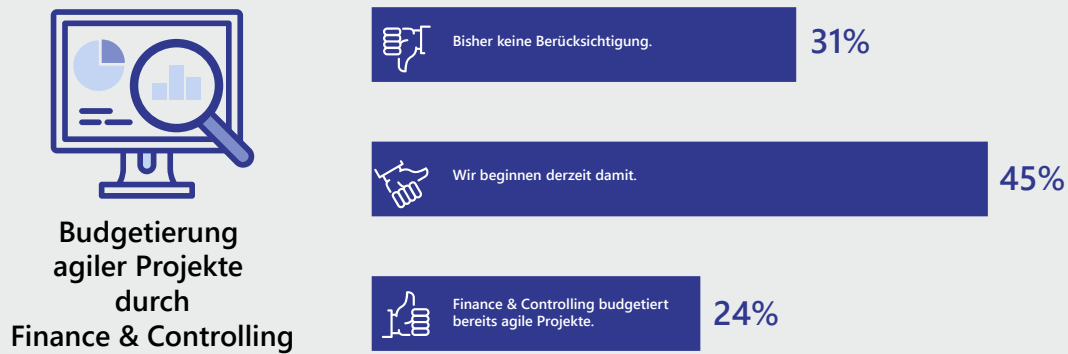 Bisher keine Berücksichtigung.
31%
Wir beginnen derzeit damit.
45%
Finance & Controlling budgetiert
bereits agile Projekte.
24%
Budgetierung
agiler Projekte
durch
Finance & Controlling